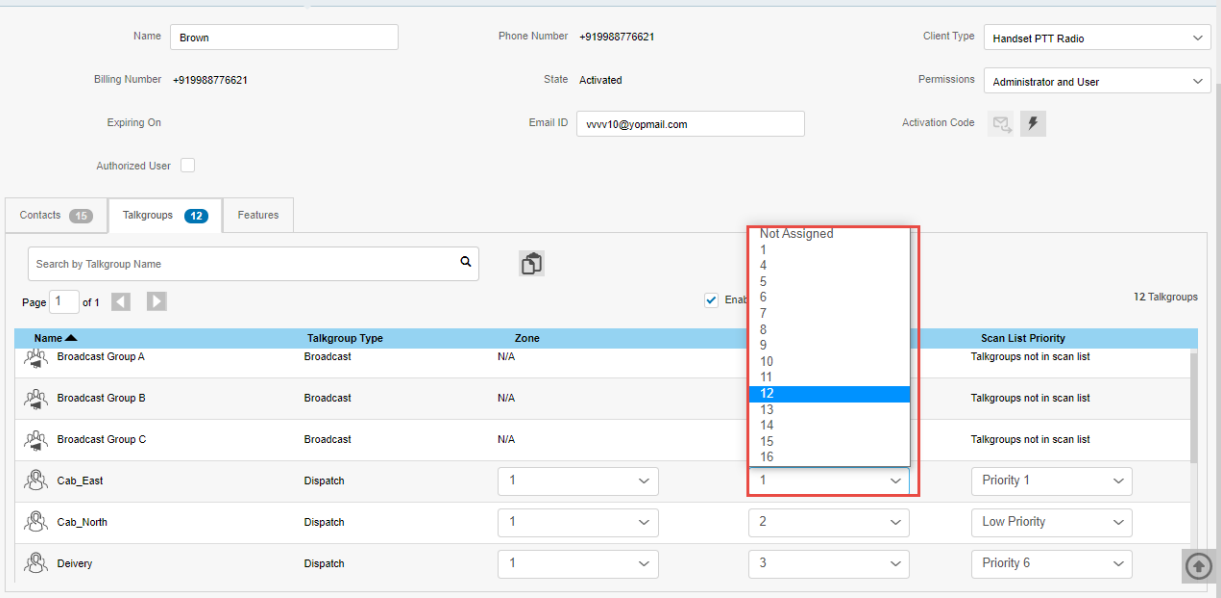 Name Brown Phone Number +919988776621 Client Type Handset PTT Radio
Billing Number +919988776621 State Activated Permissions Administrator and User
Expiring On Email ID vvvv10@yopmail.com Activation Code
Authorized User
Contacts 15 Talkgroups 12 Features
Search by Talkgroup Name
Page 1 of 1 Enab 12 Talkgroups
Name Talkgroup Type Zone Scan List Priority
Broadcast Group A Broadcast N/A Talkgroups not in scan list
Broadcast Group B Broadcast N/A Talkgroups not in scan list
Broadcast Group C Broadcast N/A Talkgroups not in scan list
Not Assigned
1
4
5
6
7
8
9
10
11
12
13
14
15
16
Cab_East Dispatch 1 1 Priority 1
Cab_North Dispatch 1 2 Low Priority
Deivery Dispatch 1 3 Priority 6